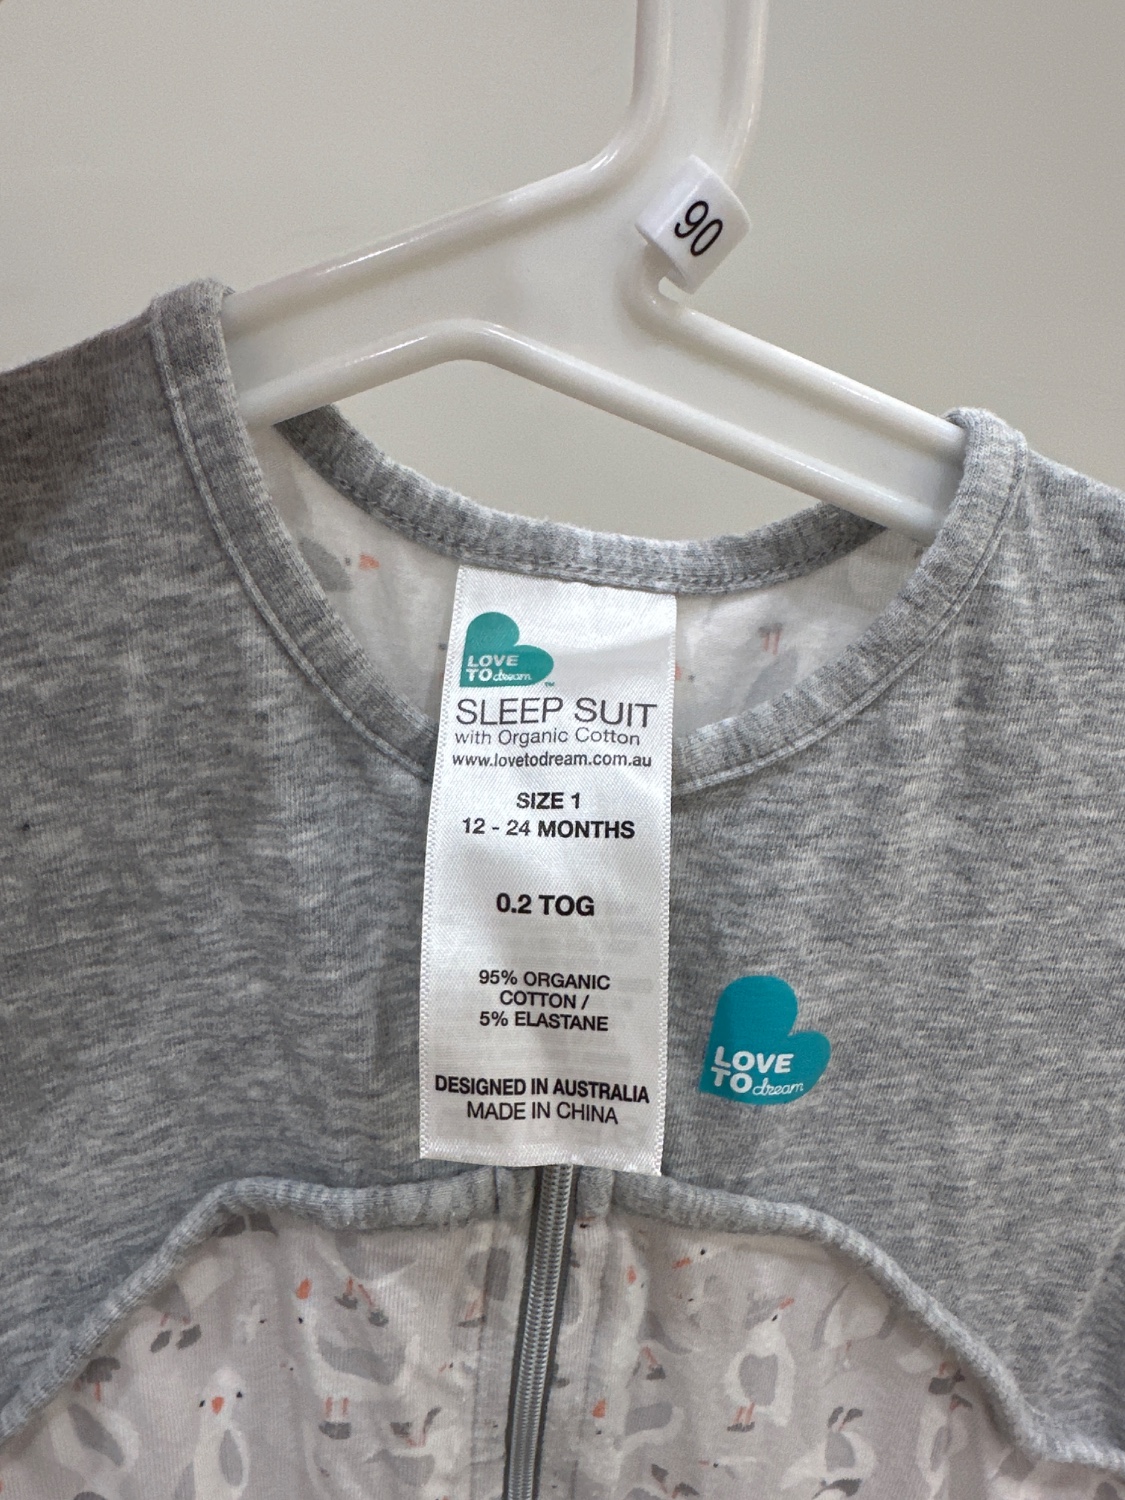 90
LOVE
TO dream ™
SLEEP SUIT
with Organic Cotton
www.lovetodream.com.au
SIZE 1
12 - 24 MONTHS
0.2 TOG
95% ORGANIC
COTTON /
5% ELASTANE
DESIGNED IN AUSTRALIA
MADE IN CHINA
LOVE
TO dream